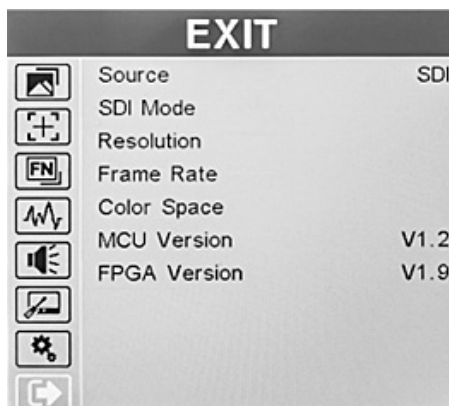 EXIT
Source SDI
SDI Mode
Resolution
Frame Rate
Color Space
MCU Version V1.2
FPGA Version V1.9
FN